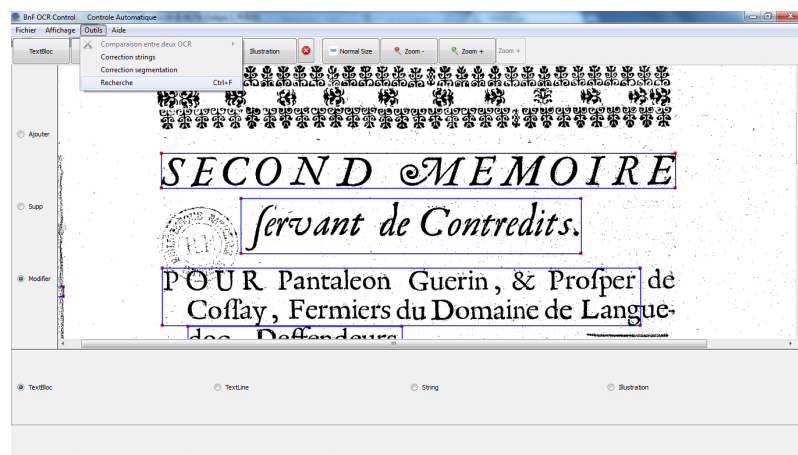 BnF OCR Control Controle Automatique
Fichier Affichage Outils Aide
TextBloc Illustration Normal Size Zoom - Zoom + Zoom +
Comparaison entre deux OCR
Correction strings
Correction segmentation
Recherche Ctrl+F
Ajouter
SECOND MEMOIRE
Supp
ſervant de Contredits.
Modifier
POUR Pantaleon Guerin, & Proſper de
Coſſay, Fermiers du Domaine de Langue-
doc, Deffendeurs
TextBloc TextLine String Illustration